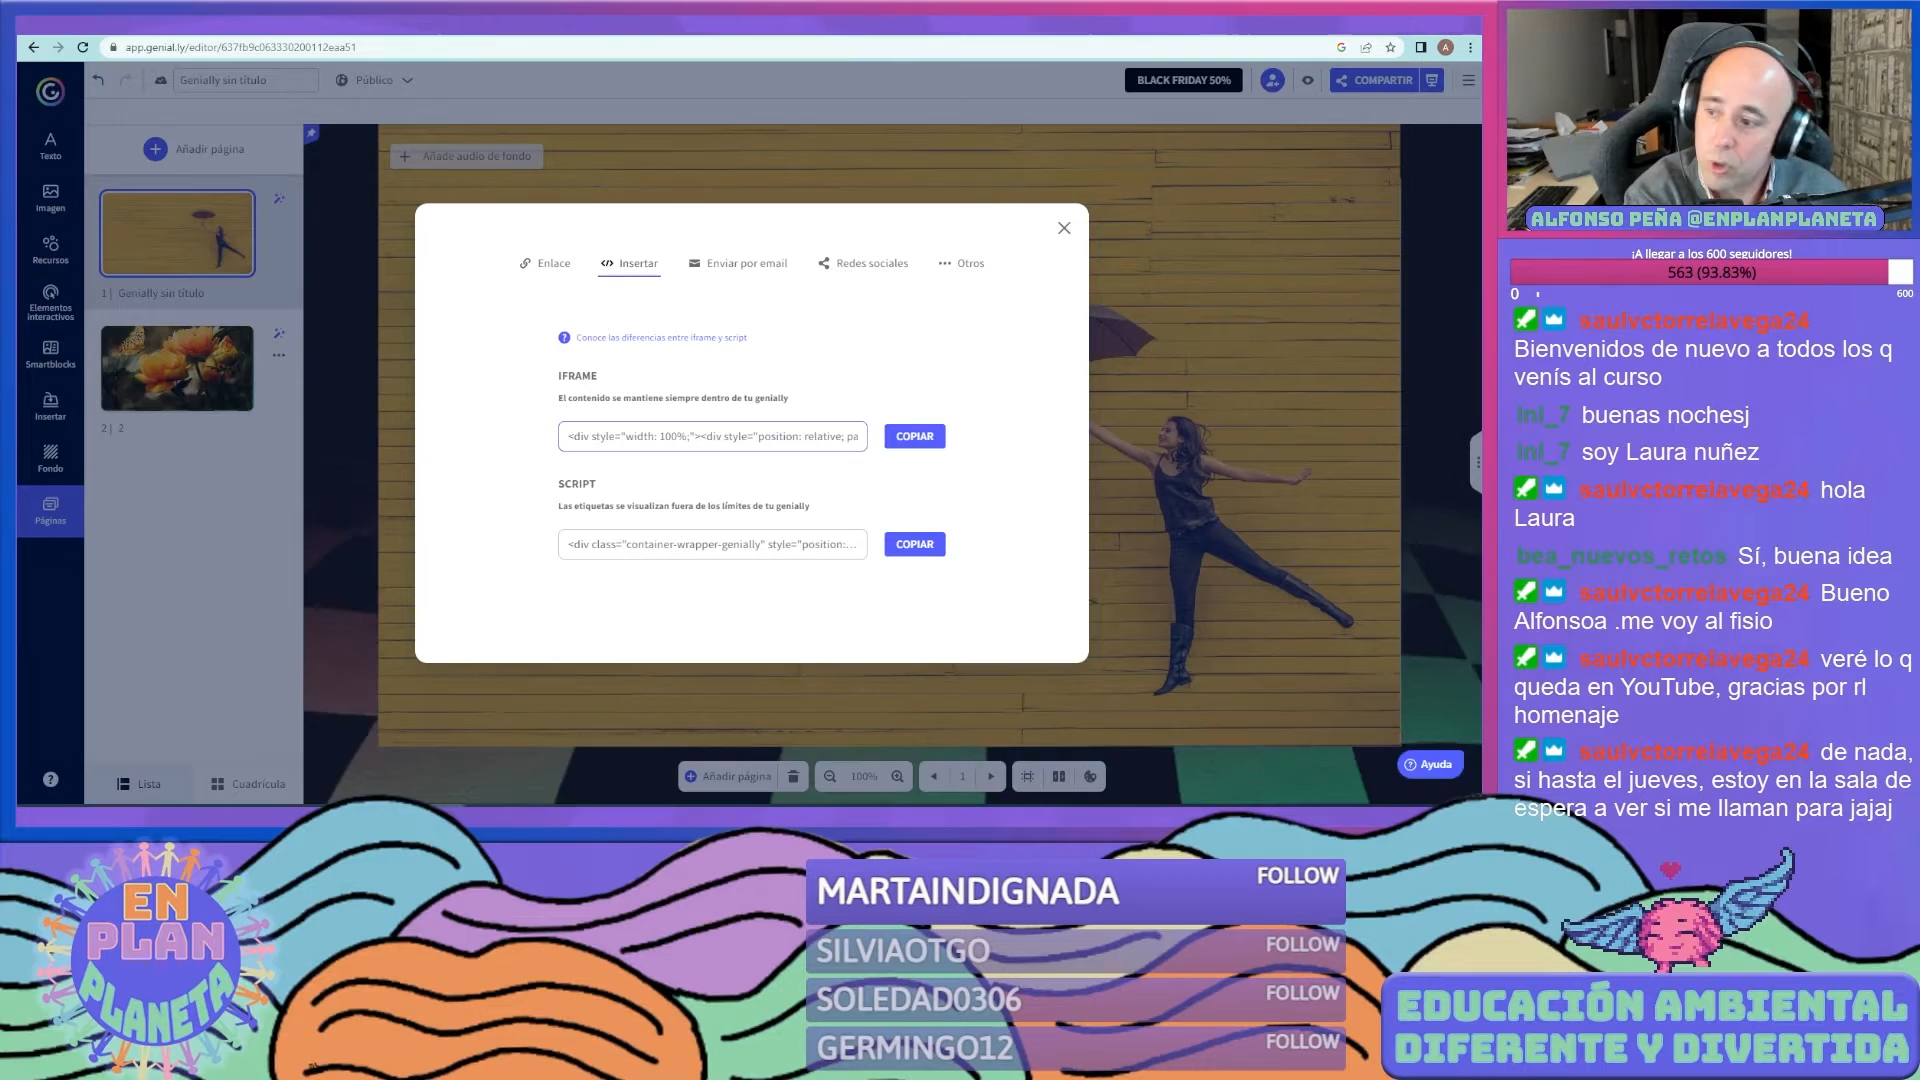 app.genial.ly/editor/637fb9c063330200112eaa51
A
Genially sin título
Público
BLACK FRIDAY 50%
COMPARTIR
Texto
Imagen
Recursos
Elementos
interactivos
Smartblocks
Insertar
Fondo
Páginas
Añadir página
1 | Genially sin título
2 | 2
Lista
Cuadrícula
Añade audio de fondo
Enlace
Insertar
Enviar por email
Redes sociales
Otros
Conoce las diferencias entre iframe y script
IFRAME
El contenido se mantiene siempre dentro de tu genially
<div style="width: 100%;"><div style="position: relative; pa
COPIAR
SCRIPT
Las etiquetas se visualizan fuera de los límites de tu genially
<div class="container-wrapper-genially" style="position:...
COPIAR
Añadir página
100%
1
Ayuda
ALFONSO PEÑA @ENPLANPLANETA
¡A llegar a los 600 seguidores!
563 (93.83%)
0
600
saulvctorrelavega24
Bienvenidos de nuevo a todos los q
venís al curso
lnl_7 buenas nochesj
lnl_7 soy Laura nuñez
saulvctorrelavega24 hola
Laura
bea_nuevos_retos Sí, buena idea
saulvctorrelavega24 Bueno
Alfonsoa .me voy al fisio
saulvctorrelavega24 veré lo q
queda en YouTube, gracias por rl
homenaje
saulvctorrelavega24 de nada,
si hasta el jueves, estoy en la sala de
espera a ver si me llaman para jajaj
EN
PLAN
PLANETA
MARTAINDIGNADA FOLLOW
SILVIAOTGO FOLLOW
SOLEDAD0306 FOLLOW
GERMINGO12 FOLLOW
EDUCACIÓN AMBIENTAL
DIFERENTE Y DIVERTIDA